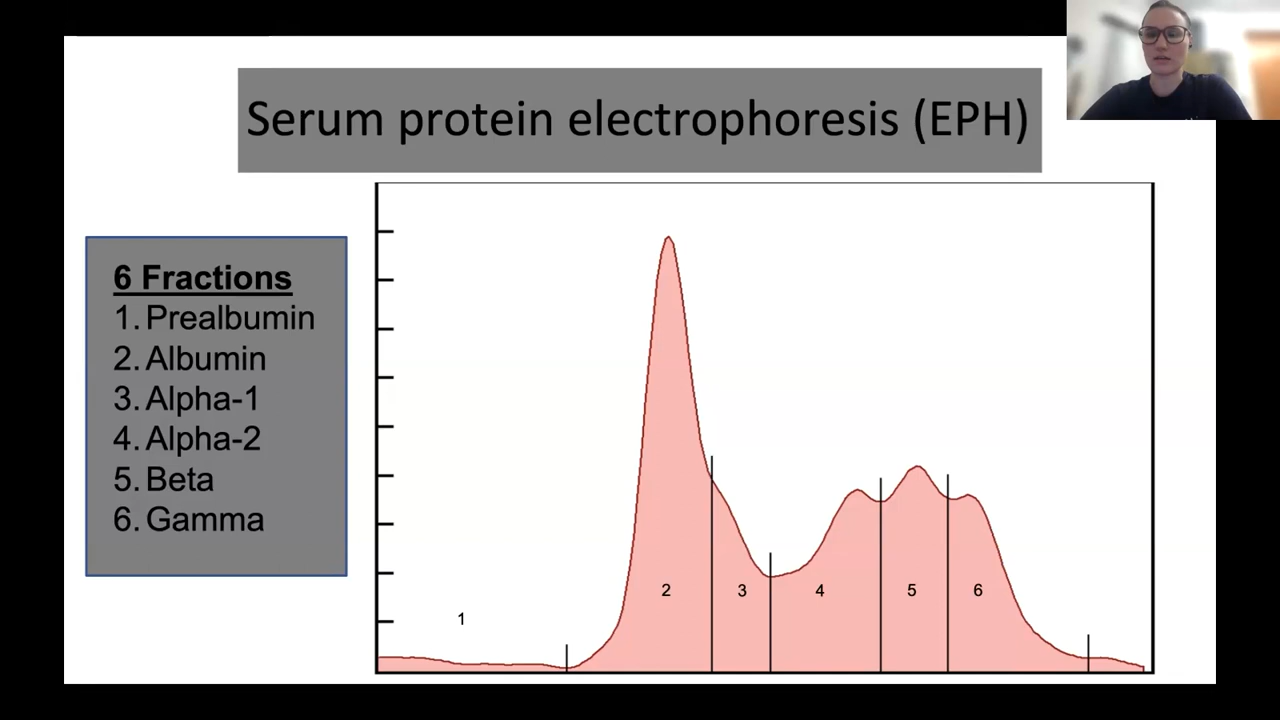 Serum protein electrophoresis (EPH)
6 Fractions
1. Prealbumin
2. Albumin
3. Alpha-1
4. Alpha-2
5. Beta
6. Gamma
1
2
3
4
5
6